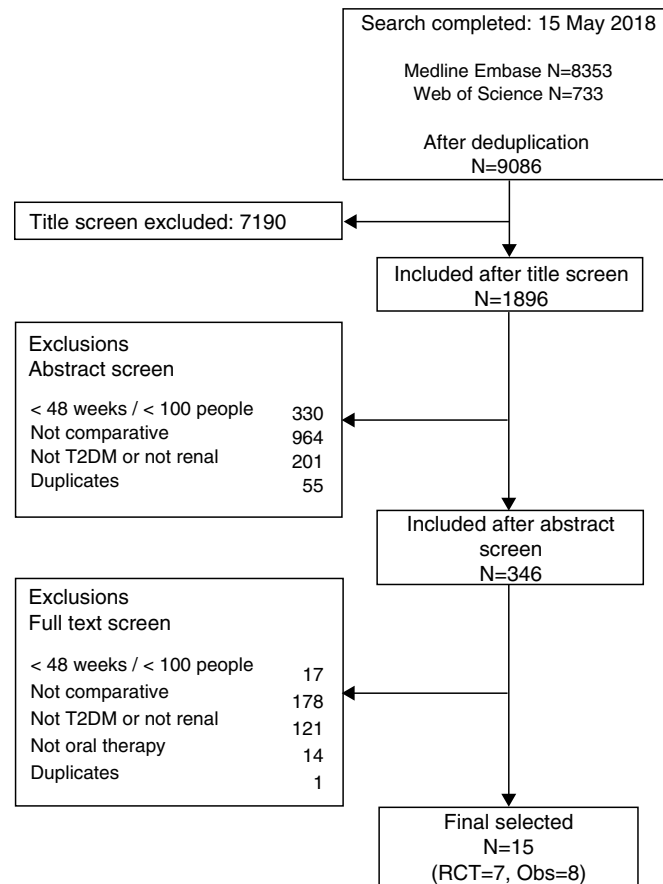 Search completed: 15 May 2018
Medline Embase N=8353
Web of Science N=733
After deduplication
N=9086
Title screen excluded: 7190
Included after title screen
N=1896
Exclusions
Abstract screen
< 48 weeks / < 100 people 330
Not comparative 964
Not T2DM or not renal 201
Duplicates 55
Included after abstract
screen
N=346
Exclusions
Full text screen
< 48 weeks / < 100 people 17
Not comparative 178
Not T2DM or not renal 121
Not oral therapy 14
Duplicates 1
Final selected
N=15
(RCT=7, Obs=8)